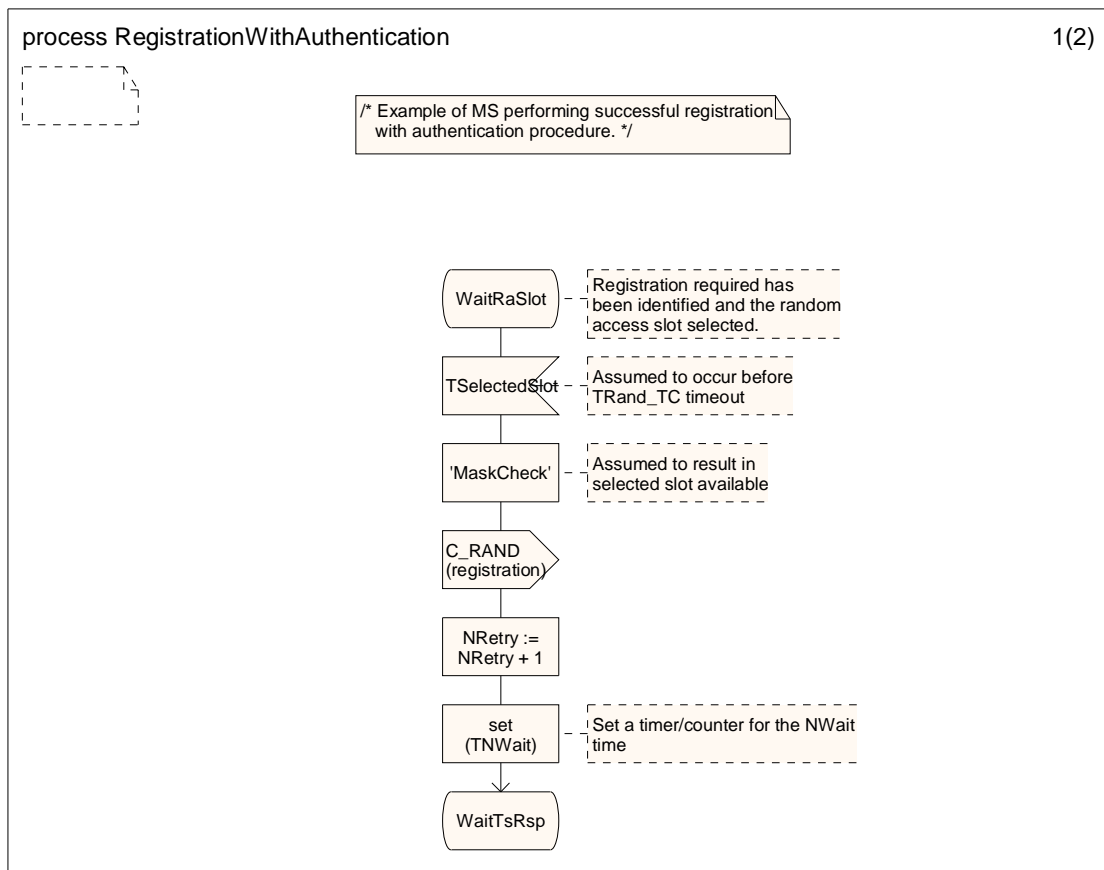 process RegistrationWithAuthentication
1(2)
/* Example of MS performing successful registration
with authentication procedure. */
WaitRaSlot
Registration required has
been identified and the random
access slot selected.
TSelectedSlot
Assumed to occur before
TRand_TC timeout
'MaskCheck'
Assumed to result in
selected slot available
C_RAND
(registration)
NRetry :=
NRetry + 1
set
(TNWait)
Set a timer/counter for the NWait
time
WaitTsRsp